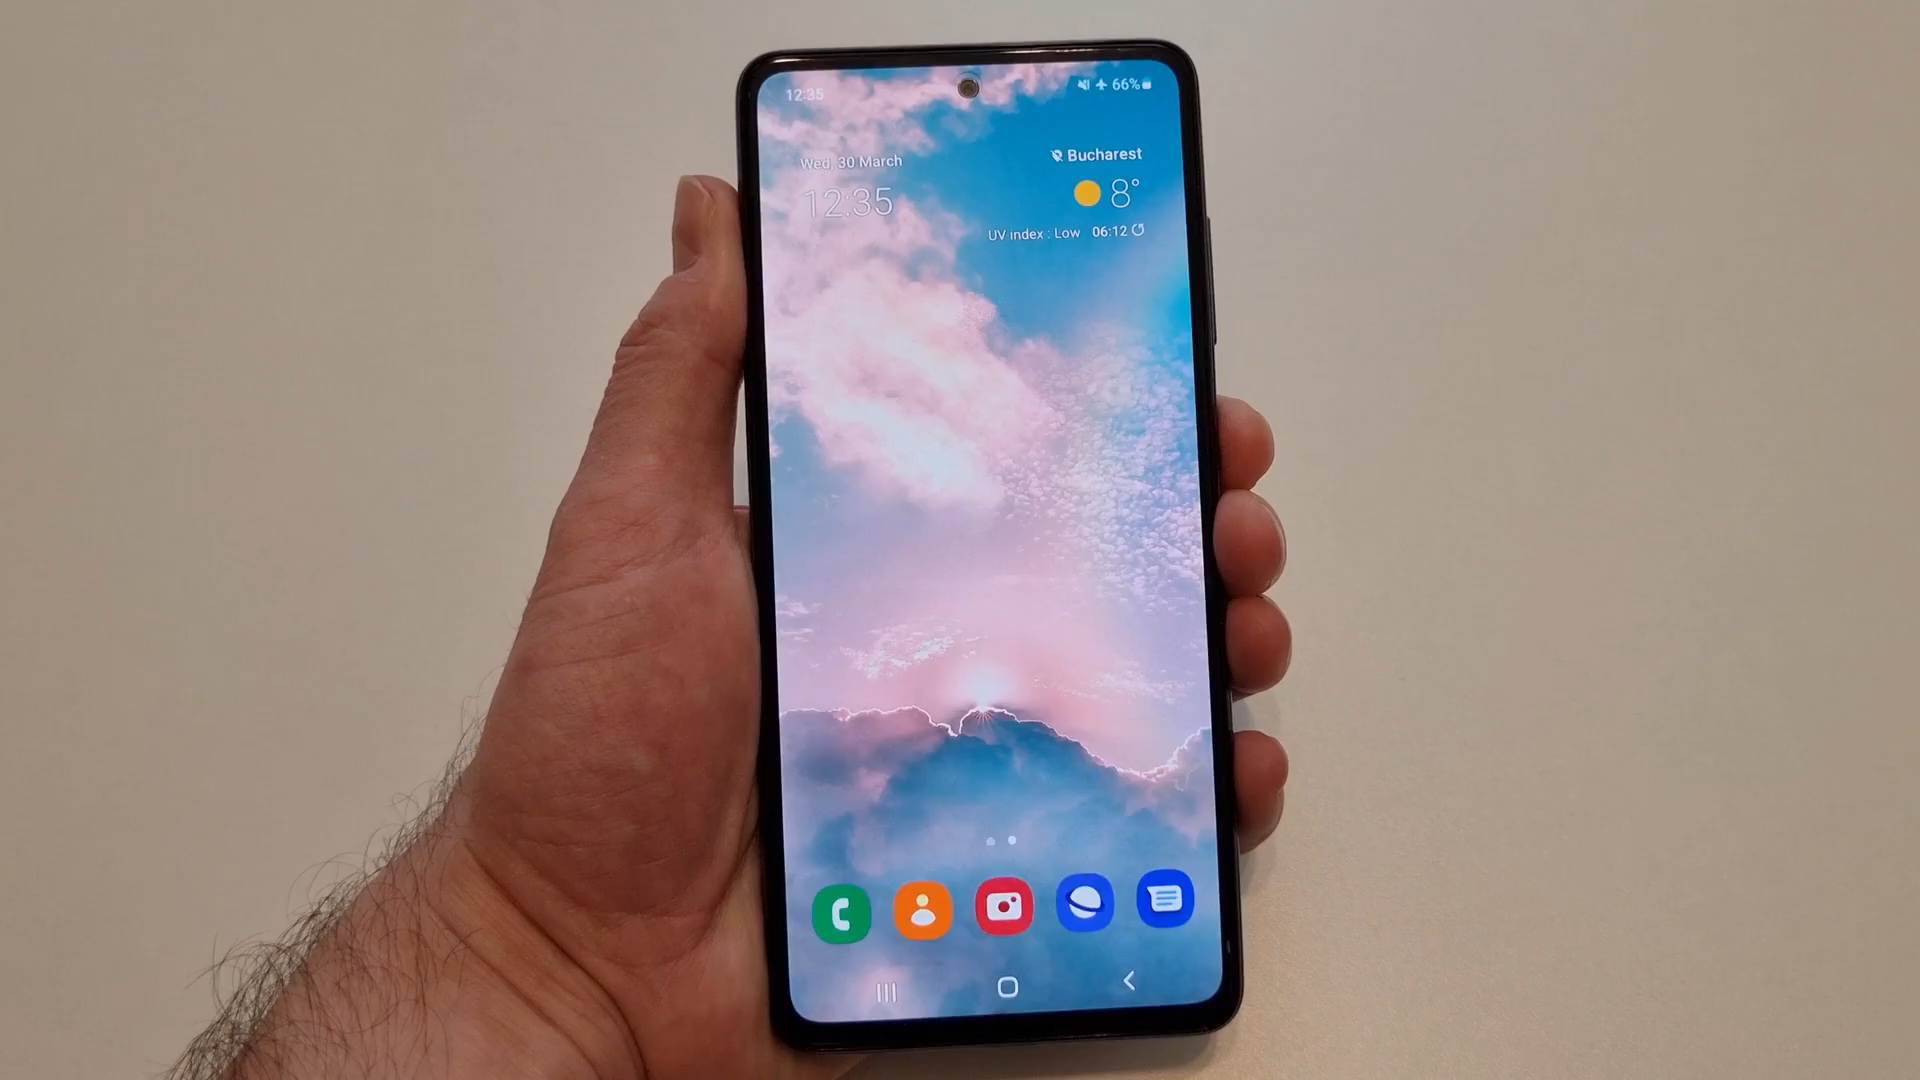 12:35
66%
Wed, 30 March
12:35
Bucharest
8°
UV index : Low 06:12